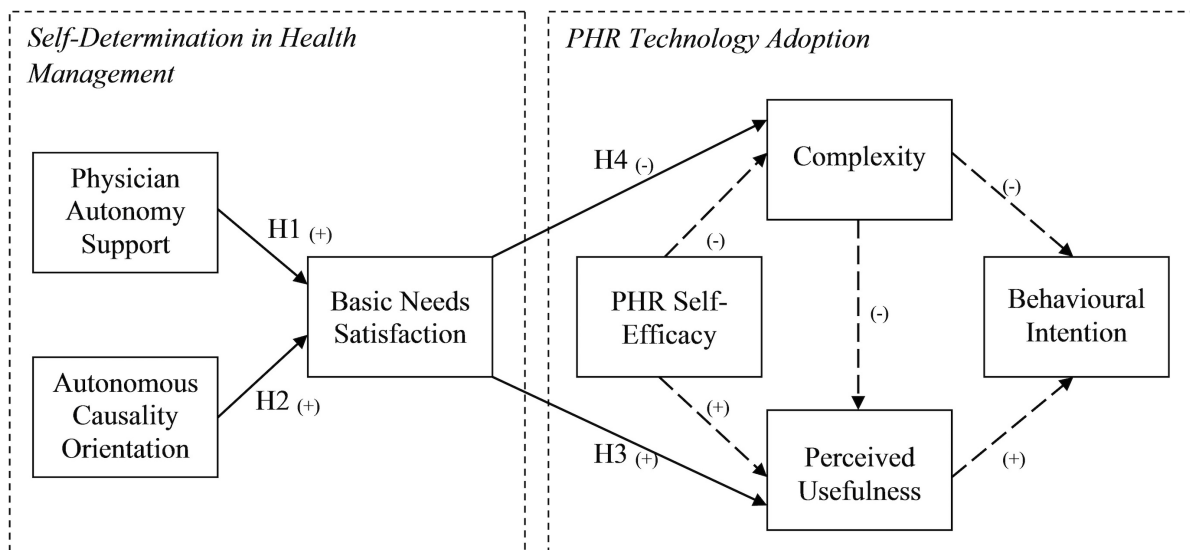 Self-Determination in Health
Management
PHR Technology Adoption
Physician
Autonomy
Support
H1 (+)
Autonomous
Causality
Orientation
H2 (+)
Basic Needs
Satisfaction
H4 (-)
H3 (+)
PHR Self-
Efficacy
(-)
(+)
Complexity
(-)
(-)
Perceived
Usefulness
(+)
Behavioural
Intention